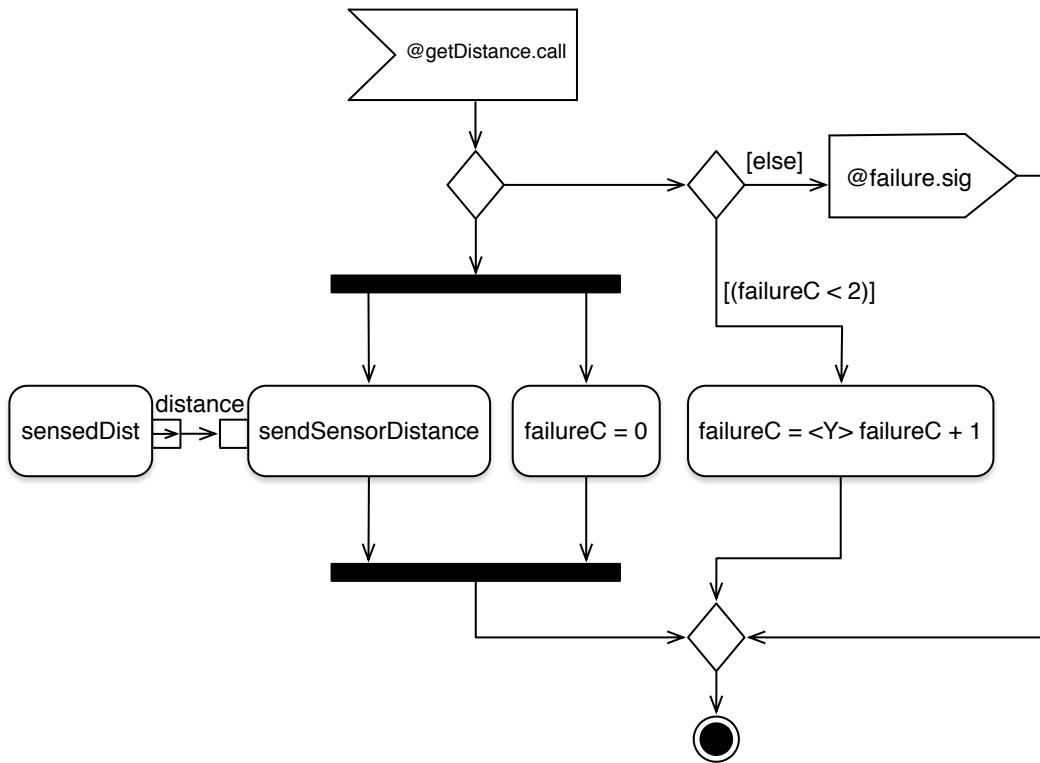 @getDistance.call
[else]
@failure.sig
[(failureC < 2)]
distance
sensedDist
sendSensorDistance
failureC = 0
failureC = <Y> failureC + 1